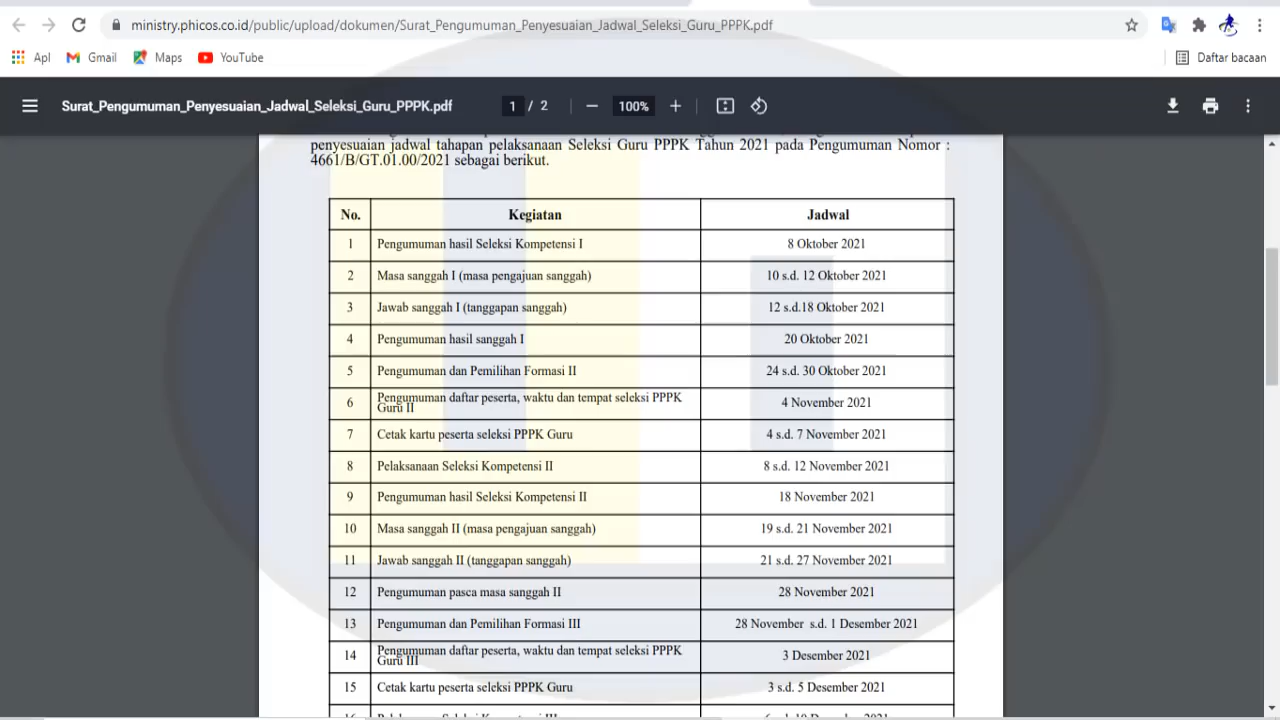 ministry.phicos.co.id/public/upload/dokumen/Surat_Pengumuman_Penyesuaian_Jadwal_Seleksi_Guru_PPPK.pdf
Apl Gmail Maps YouTube Daftar bacaan
Surat_Pengumuman_Penyesuaian_Jadwal_Seleksi_Guru_PPPK.pdf 1 / 2 100%
penyesuaian jadwal tahapan pelaksanaan Seleksi Guru PPPK Tahun 2021 pada Pengumuman Nomor :
4661/B/GT.01.00/2021 sebagai berikut.
No. Kegiatan Jadwal
1 Pengumuman hasil Seleksi Kompetensi I 8 Oktober 2021
2 Masa sanggah I (masa pengajuan sanggah) 10 s.d. 12 Oktober 2021
3 Jawab sanggah I (tanggapan sanggah) 12 s.d.18 Oktober 2021
4 Pengumuman hasil sanggah I 20 Oktober 2021
5 Pengumuman dan Pemilihan Formasi II 24 s.d. 30 Oktober 2021
6 Pengumuman daftar peserta, waktu dan tempat seleksi PPPK 4 November 2021
Guru II
7 Cetak kartu peserta seleksi PPPK Guru 4 s.d. 7 November 2021
8 Pelaksanaan Seleksi Kompetensi II 8 s.d. 12 November 2021
9 Pengumuman hasil Seleksi Kompetensi II 18 November 2021
10 Masa sanggah II (masa pengajuan sanggah) 19 s.d. 21 November 2021
11 Jawab sanggah II (tanggapan sanggah) 21 s.d. 27 November 2021
12 Pengumuman pasca masa sanggah II 28 November 2021
13 Pengumuman dan Pemilihan Formasi III 28 November s.d. 1 Desember 2021
14 Pengumuman daftar peserta, waktu dan tempat seleksi PPPK 3 Desember 2021
Guru III
15 Cetak kartu peserta seleksi PPPK Guru 3 s.d. 5 Desember 2021